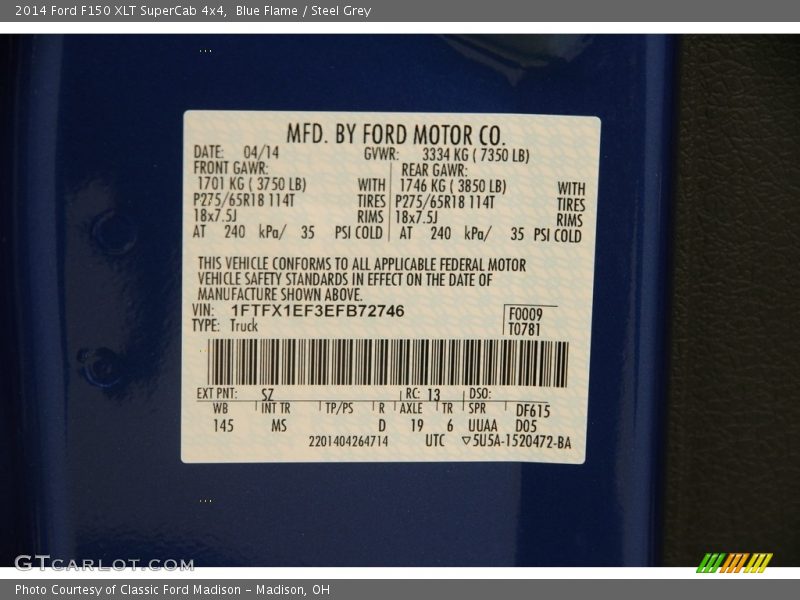 2014 Ford F150 XLT SuperCab 4x4,  Blue Flame / Steel Grey
MFD. BY FORD MOTOR CO.
DATE: 04/14 GVWR: 3334 KG ( 7350 LB)
FRONT GAWR: REAR GAWR:
1701 KG ( 3750 LB) WITH 1746 KG ( 3850 LB) WITH
P275/65R18 114T TIRES P275/65R18 114T TIRES
18x7.5J RIMS 18x7.5J RIMS
AT 240 kPa/ 35 PSI COLD AT 240 kPa/ 35 PSI COLD
THIS VEHICLE CONFORMS TO ALL APPLICABLE FEDERAL MOTOR
VEHICLE SAFETY STANDARDS IN EFFECT ON THE DATE OF
MANUFACTURE SHOWN ABOVE.
VIN: 1FTFX1EF3EFB72746 F0009
TYPE: Truck T0781
EXT PNT: SZ RC: 13 DSO:
WB INT TR TP/PS R AXLE TR SPR DF615
145 MS D 19 6 UUAA D05
2201404264714 UTC ▽5U5A-1520472-BA
GTCARLOT.COM
Photo Courtesy of Classic Ford Madison - Madison, OH